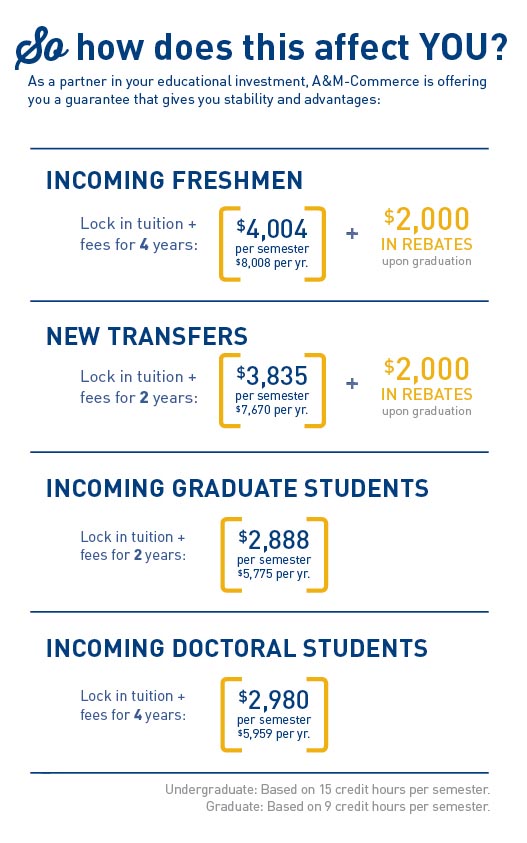 So how does this affect YOU?
As a partner in your educational investment, A&M-Commerce is offering
you a guarantee that gives you stability and advantages:
INCOMING FRESHMEN
Lock in tuition +
fees for 4 years:
$4,004
per semester
$8,008 per yr.
+
$2,000
IN REBATES
upon graduation
NEW TRANSFERS
Lock in tuition +
fees for 2 years:
$3,835
per semester
$7,670 per yr.
+
$2,000
IN REBATES
upon graduation
INCOMING GRADUATE STUDENTS
Lock in tuition +
fees for 2 years:
$2,888
per semester
$5,775 per yr.
INCOMING DOCTORAL STUDENTS
Lock in tuition +
fees for 4 years:
$2,980
per semester
$5,959 per yr.
Undergraduate: Based on 15 credit hours per semester.
Graduate: Based on 9 credit hours per semester.